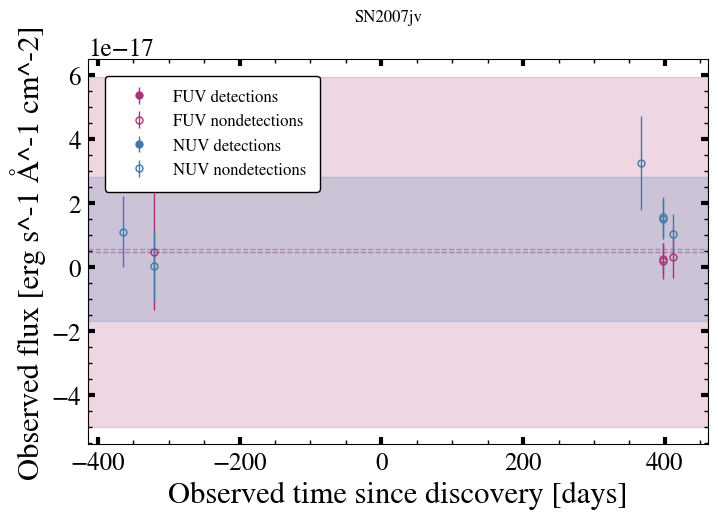 SN2007jv
1e−17
Observed flux [erg s^-1 Å^-1 cm^-2]
6
4
2
0
−2
−4
FUV detections
FUV nondetections
NUV detections
NUV nondetections
−400
−200
0
200
400
Observed time since discovery [days]